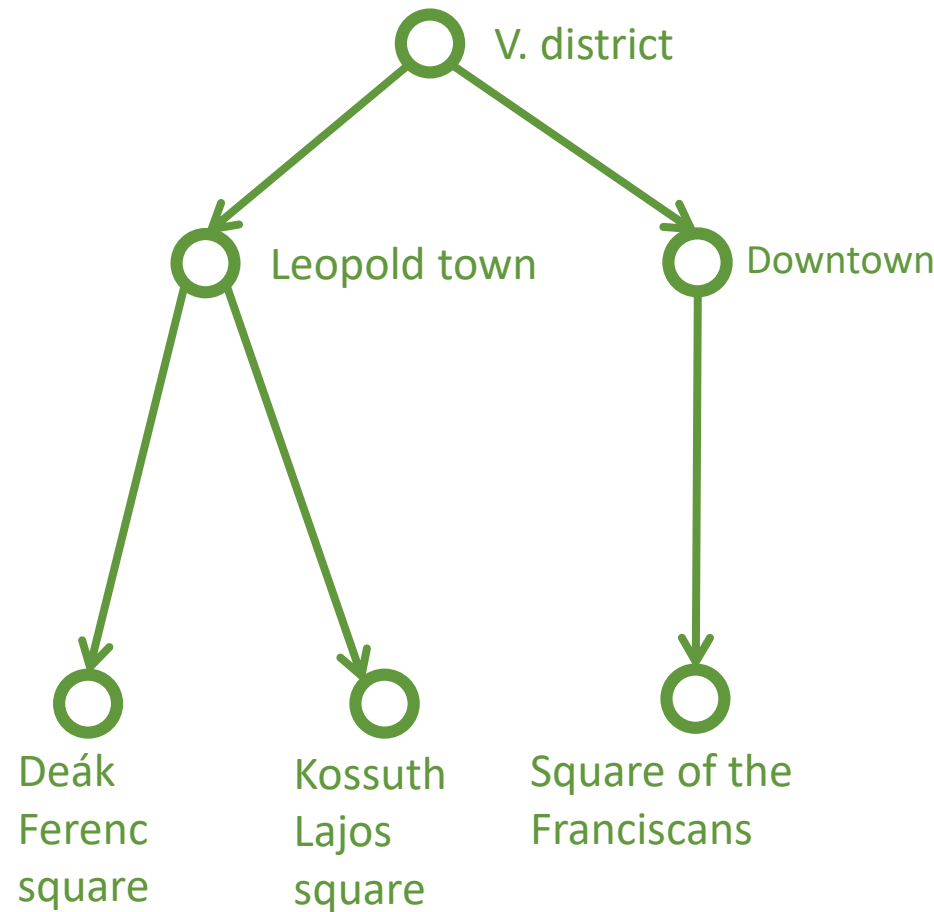 V. district
Leopold town
Downtown
Deák
Ferenc
square
Kossuth
Lajos
square
Square of the
Franciscans